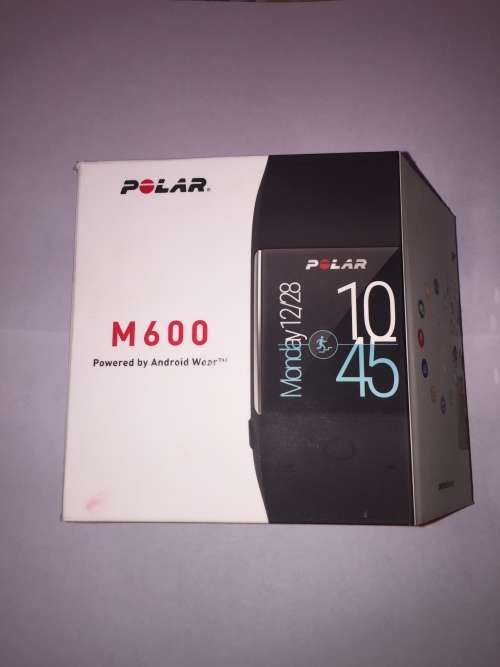 POLAR®
M600
Powered by Android Wear™
POLAR
Monday 12/28
10
45